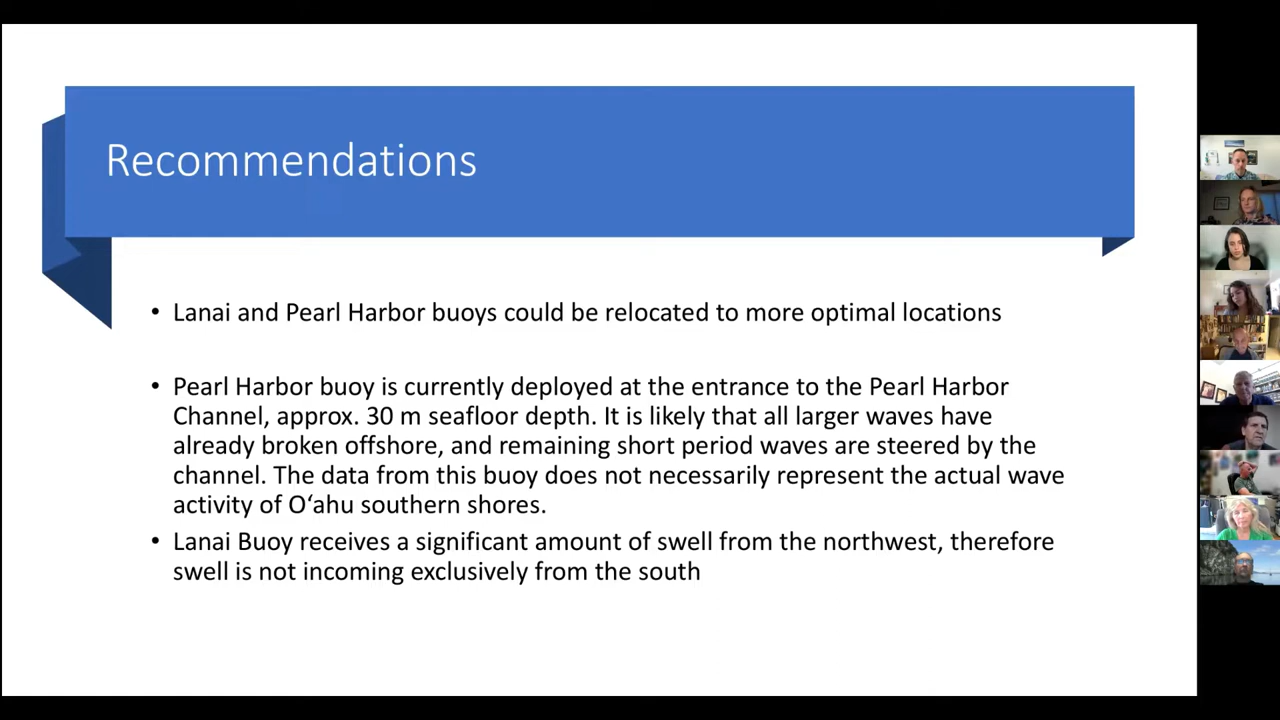 Recommendations
• Lanai and Pearl Harbor buoys could be relocated to more optimal locations
• Pearl Harbor buoy is currently deployed at the entrance to the Pearl Harbor
Channel, approx. 30 m seafloor depth. It is likely that all larger waves have
already broken offshore, and remaining short period waves are steered by the
channel. The data from this buoy does not necessarily represent the actual wave
activity of Oʻahu southern shores.
• Lanai Buoy receives a significant amount of swell from the northwest, therefore
swell is not incoming exclusively from the south